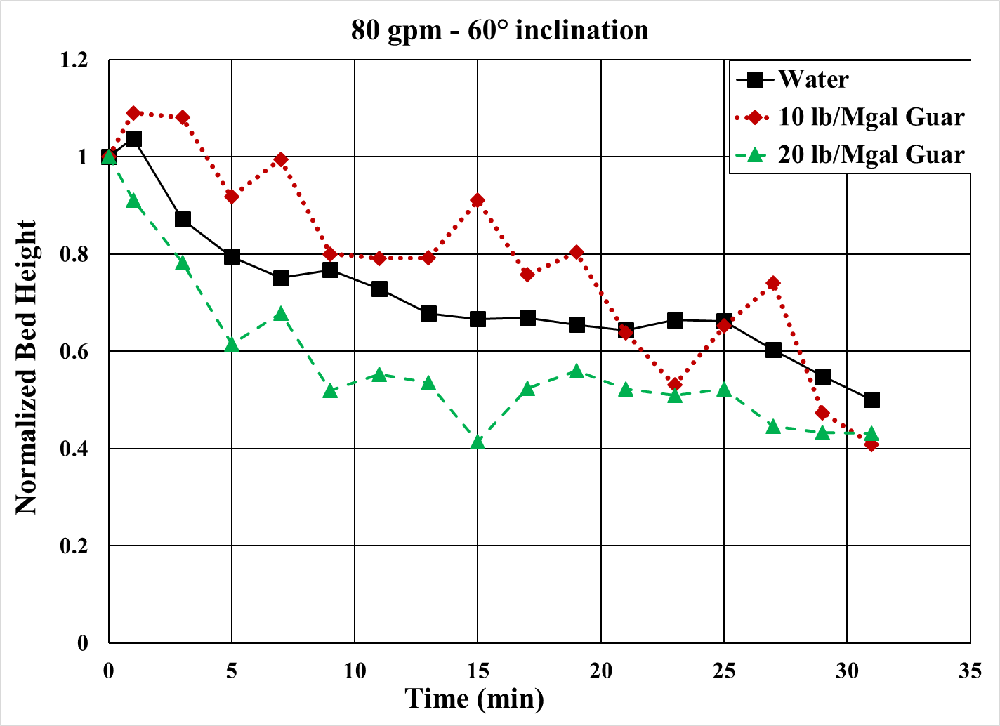 80 gpm - 60° inclination
1.2
1
0.8
0.6
0.4
0.2
0
Normalized Bed Height
Water
10 lb/Mgal Guar
20 lb/Mgal Guar
0 5 10 15 20 25 30 35
Time (min)